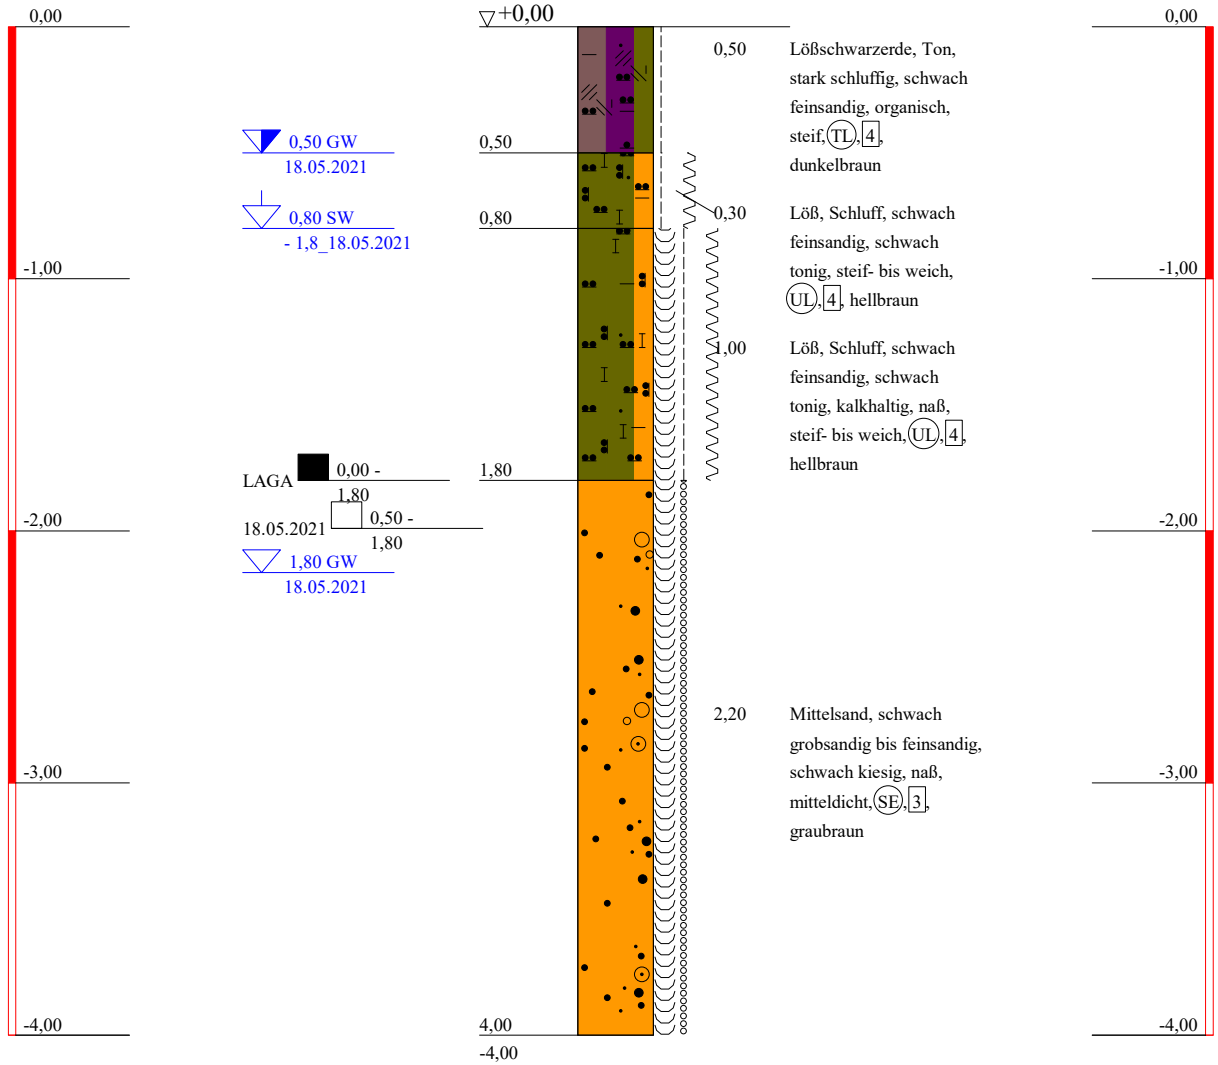 0,00
+0,00
0,00
0,50
Lößschwarzerde, Ton,
stark schluffig, schwach
feinsandig, organisch,
steif, TL, 4,
dunkelbraun
0,50 GW
18.05.2021
0,50
0,30
Löß, Schluff, schwach
feinsandig, schwach
tonig, steif- bis weich,
UL, 4, hellbraun
0,80 SW
- 1,8_18.05.2021
0,80
-1,00
-1,00
1,00
Löß, Schluff, schwach
feinsandig, schwach
tonig, kalkhaltig, naß,
steif- bis weich, UL, 4,
hellbraun
LAGA
0,00 -
1,80
1,80
18.05.2021
0,50 -
1,80
-2,00
-2,00
1,80 GW
18.05.2021
2,20
Mittelsand, schwach
grobsandig bis feinsandig,
schwach kiesig, naß,
mitteldicht, SE, 3,
graubraun
-3,00
-3,00
-4,00
4,00
-4,00
-4,00